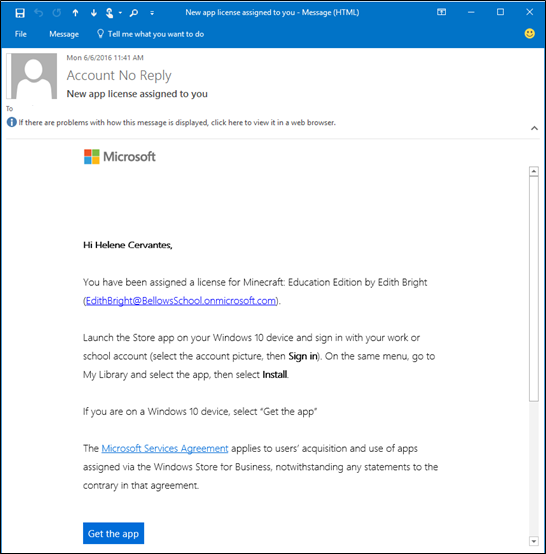 New app license assigned to you - Message (HTML)
File Message Tell me what you want to do
Mon 6/6/2016 11:41 AM
Account No Reply
New app license assigned to you
To
If there are problems with how this message is displayed, click here to view it in a web browser.
Microsoft
Hi Helene Cervantes,
You have been assigned a license for Minecraft: Education Edition by Edith Bright
(EdithBright@BellowsSchool.onmicrosoft.com).
Launch the Store app on your Windows 10 device and sign in with your work or
school account (select the account picture, then Sign in). On the same menu, go to
My Library and select the app, then select Install.
If you are on a Windows 10 device, select “Get the app”
The Microsoft Services Agreement applies to users’ acquisition and use of apps
assigned via the Windows Store for Business, notwithstanding any statements to the
contrary in that agreement.
Get the app